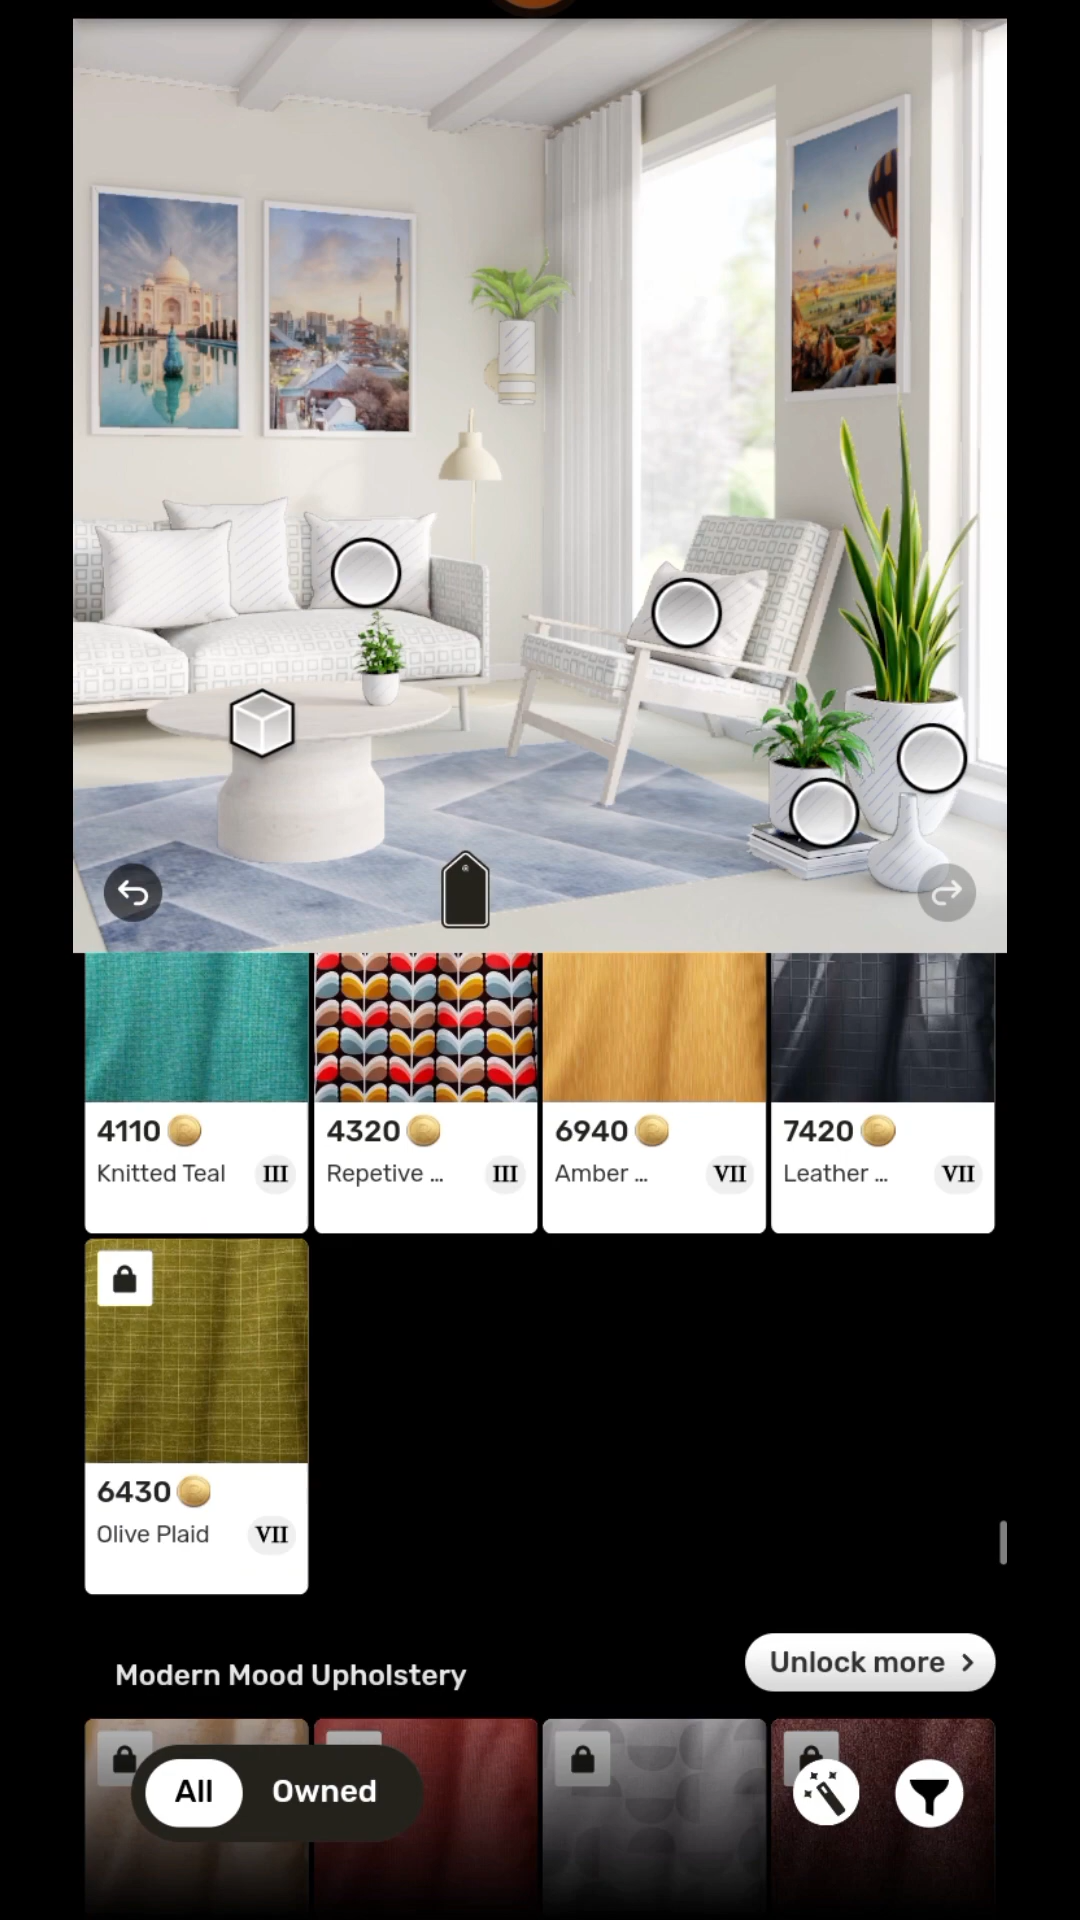 4110
4320
6940
7420
Knitted Teal III
Repetive ... III
Amber ... VII
Leather ... VII
6430
Olive Plaid VII
Modern Mood Upholstery
Unlock more
All
Owned